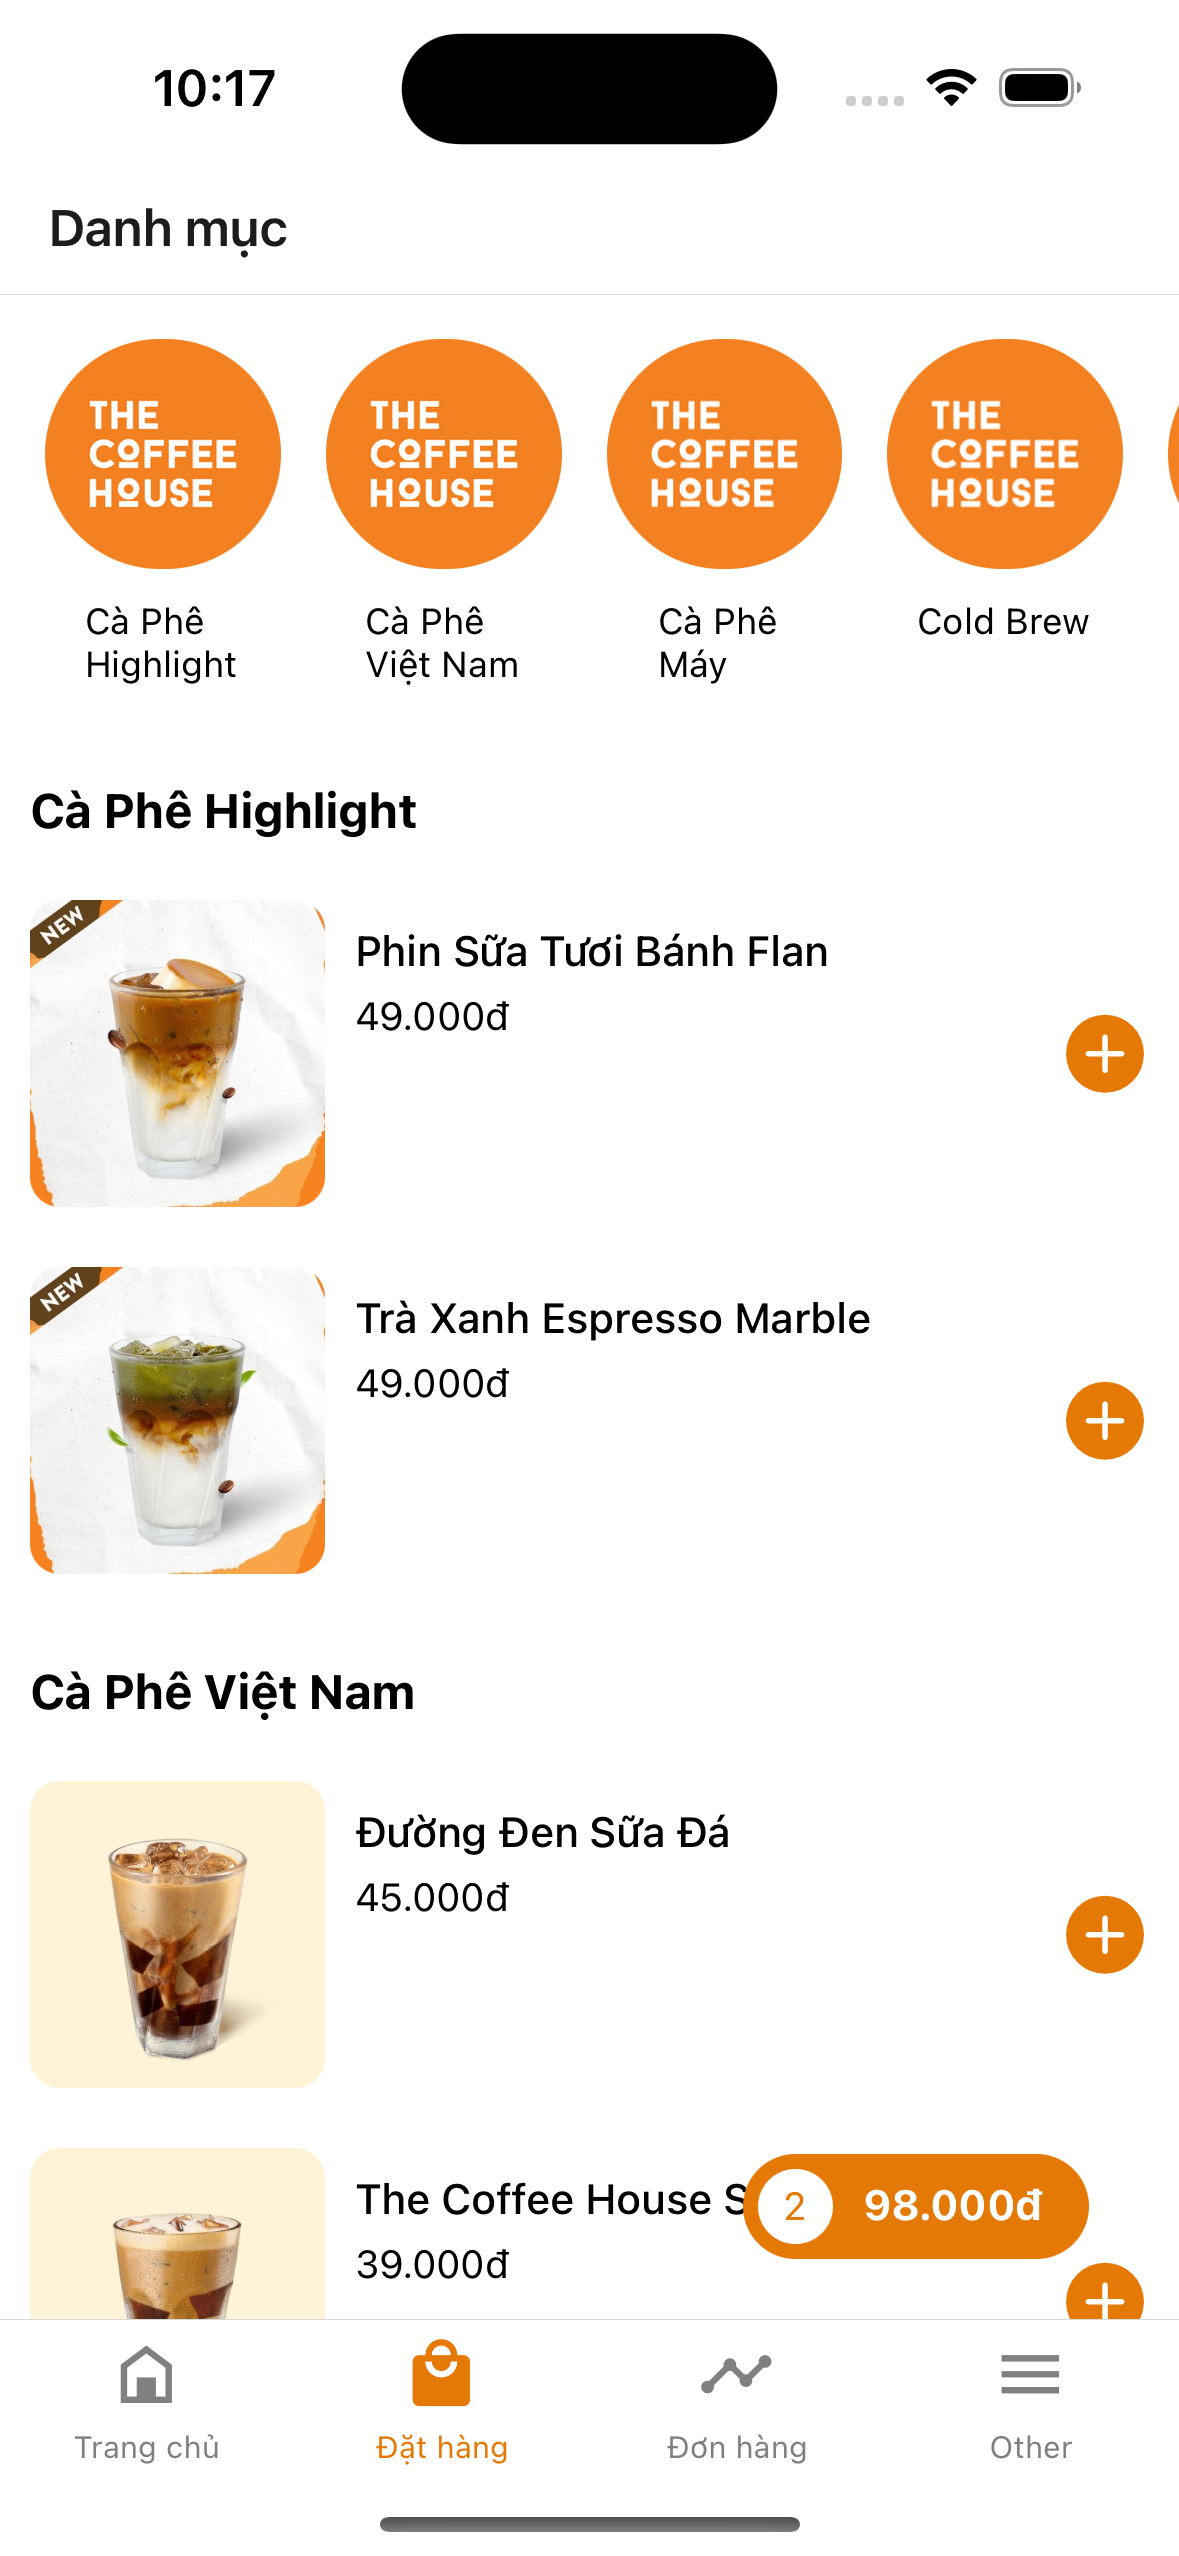 10:17
Danh mục
THE
COFFEE
HOUSE
THE
COFFEE
HOUSE
THE
COFFEE
HOUSE
THE
COFFEE
HOUSE
Cà Phê
Highlight
Cà Phê
Việt Nam
Cà Phê
Máy
Cold Brew
Cà Phê Highlight
NEW
Phin Sữa Tươi Bánh Flan
49.000đ
NEW
Trà Xanh Espresso Marble
49.000đ
Cà Phê Việt Nam
Đường Đen Sữa Đá
45.000đ
The Coffee House S
39.000đ
2 98.000đ
Trang chủ
Đặt hàng
Đơn hàng
Other